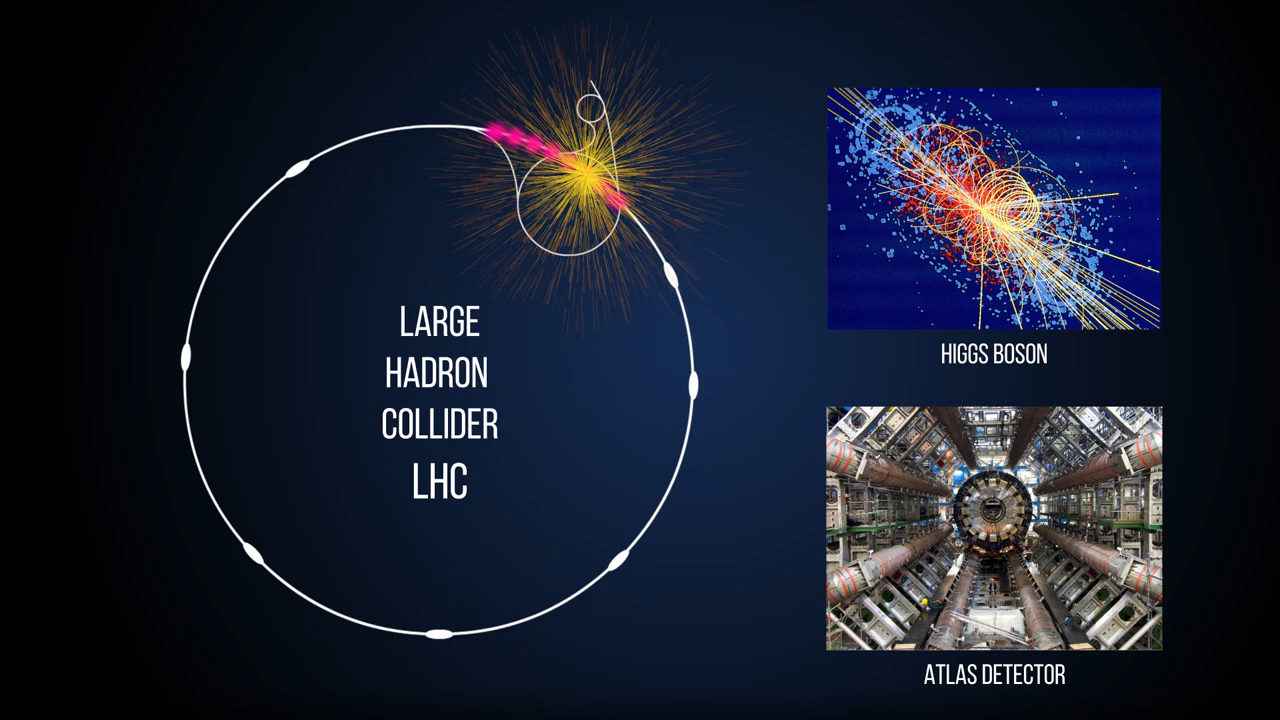 LARGE
HADRON
COLLIDER
LHC
HIGGS BOSON
ATLAS DETECTOR